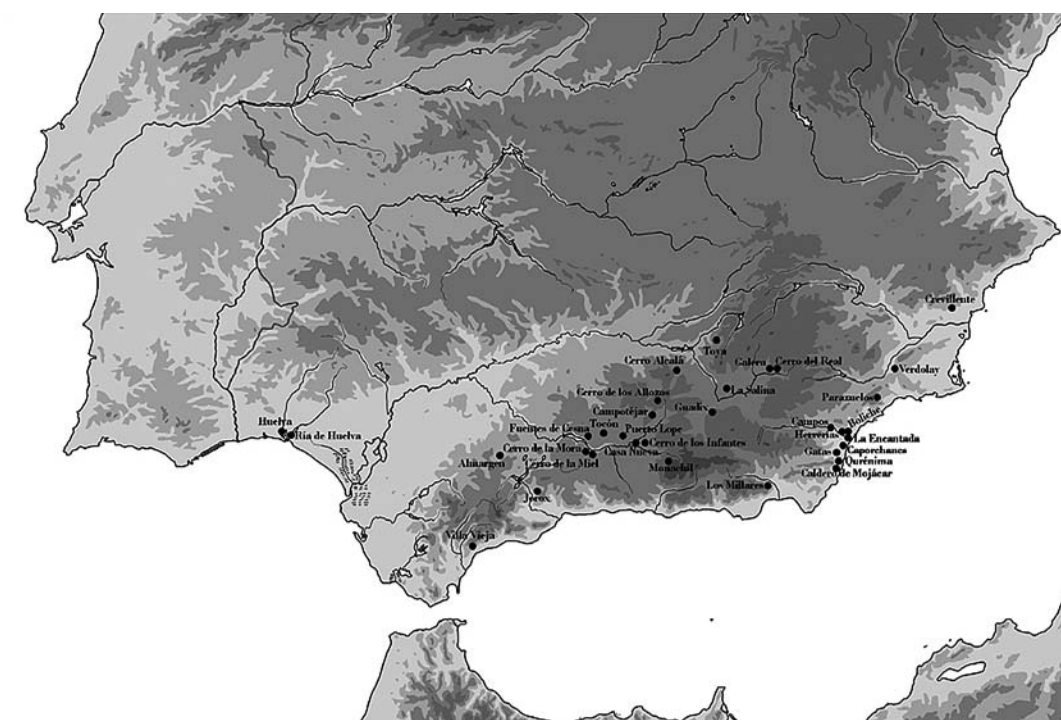 Crevillente
Toya
Cerro Alcalá
Galera
Cerro del Real
Verdolay
La Salina
Parazuelos
Cerro de los Allozos
Guadix
Campotéjar
Huelva
Ría de Huelva
Tocón
Fuentes de Cesna
Puerto Lope
Campos
Boliche
Herrerías
La Encantada
Cerro de los Infantes
Cerro de la Mora
Casa Nueva
Caporchanes
Gatas
Almargen
Cerro de la Miel
Monachil
Qurénima
Caldero de Mojácar
Los Millares
Jorox
Villa Vieja